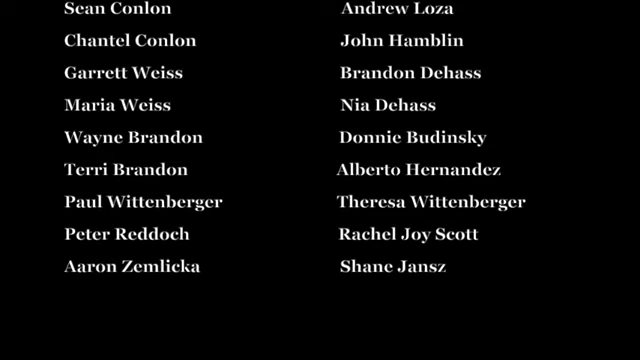 Sean Conlon Andrew Loza
Chantel Conlon John Hamblin
Garrett Weiss Brandon Dehass
Maria Weiss Nia Dehass
Wayne Brandon Donnie Budinsky
Terri Brandon Alberto Hernandez
Paul Wittenberger Theresa Wittenberger
Peter Reddoch Rachel Joy Scott
Aaron Zemlicka Shane Jansz